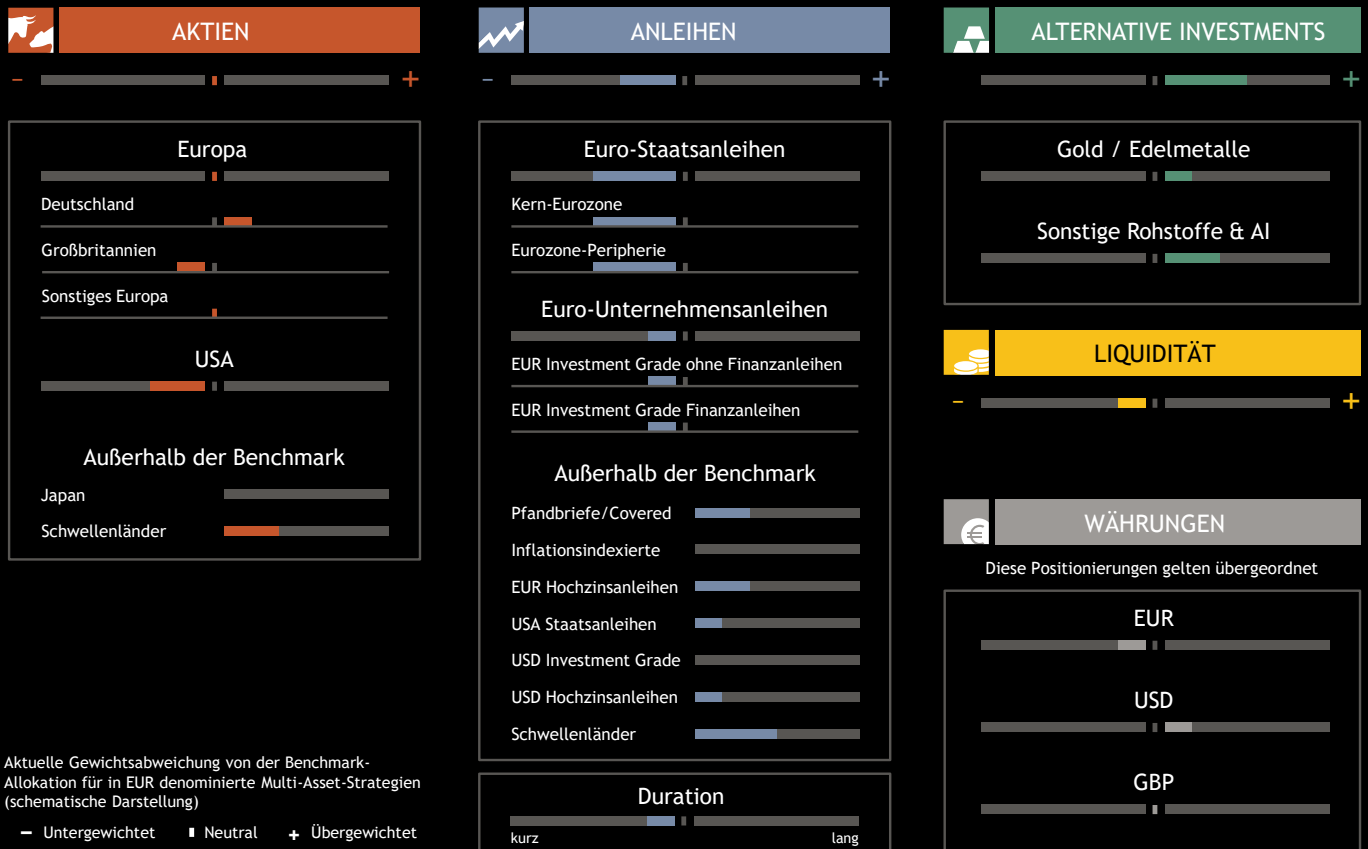 AKTIEN
-
+
Europa
Deutschland
Großbritannien
Sonstiges Europa
USA
Außerhalb der Benchmark
Japan
Schwellenländer
Aktuelle Gewichtsabweichung von der Benchmark-
Allokation für in EUR denominierte Multi-Asset-Strategien
(schematische Darstellung)
– Untergewichtet Neutral + Übergewichtet
ANLEIHEN
-
+
Euro-Staatsanleihen
Kern-Eurozone
Eurozone-Peripherie
Euro-Unternehmensanleihen
EUR Investment Grade ohne Finanzanleihen
EUR Investment Grade Finanzanleihen
Außerhalb der Benchmark
Pfandbriefe/Covered
Inflationsindexierte
EUR Hochzinsanleihen
USA Staatsanleihen
USD Investment Grade
USD Hochzinsanleihen
Schwellenländer
Duration
kurz lang
ALTERNATIVE INVESTMENTS
+
Gold / Edelmetalle
Sonstige Rohstoffe & AI
LIQUIDITÄT
-
+
€
WÄHRUNGEN
Diese Positionierungen gelten übergeordnet
EUR
USD
GBP